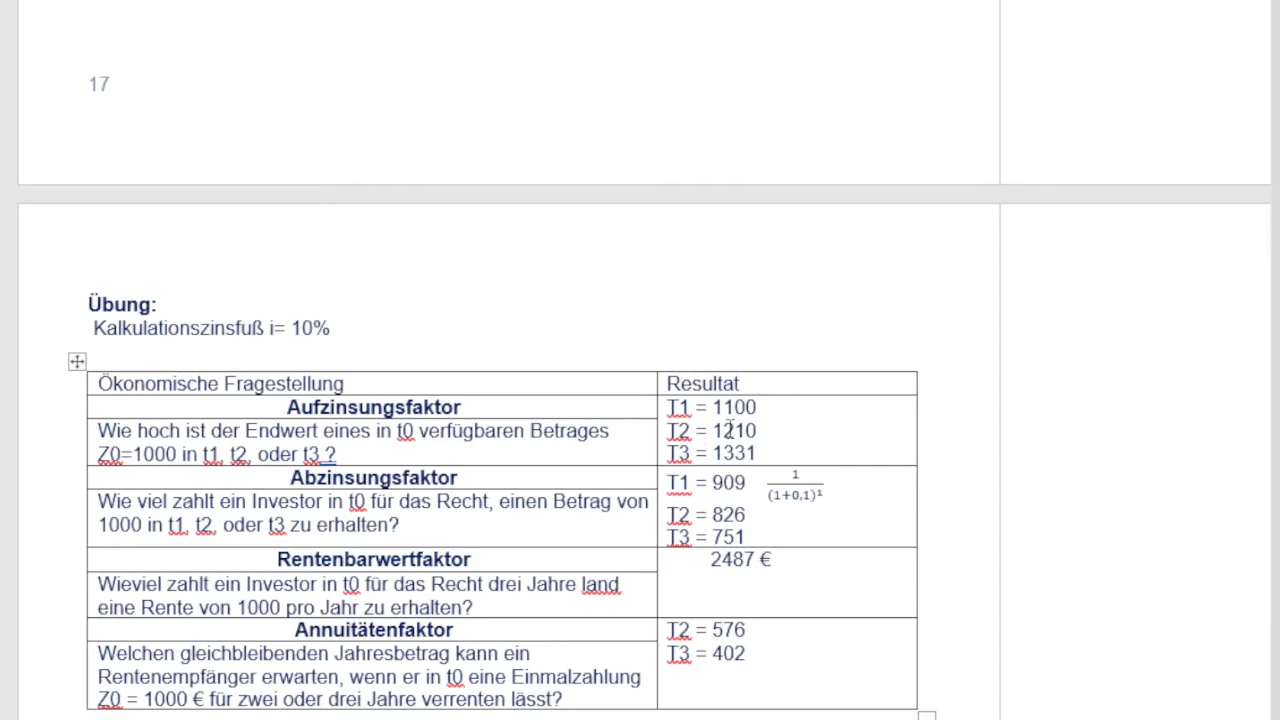 17
Übung:
Kalkulationszinsfuß i= 10%
Ökonomische Fragestellung
Resultat
Aufzinsungsfaktor
Wie hoch ist der Endwert eines in t0 verfügbaren Betrages
Z0=1000 in t1, t2, oder t3 ?
T1 = 1100
T2 = 1210
T3 = 1331
Abzinsungsfaktor
Wie viel zahlt ein Investor in t0 für das Recht, einen Betrag von
1000 in t1, t2, oder t3 zu erhalten?
T1 = 909 1/(1+0,1)¹
T2 = 826
T3 = 751
Rentenbarwertfaktor
Wieviel zahlt ein Investor in t0 für das Recht drei Jahre land
eine Rente von 1000 pro Jahr zu erhalten?
2487 €
Annuitätenfaktor
Welchen gleichbleibenden Jahresbetrag kann ein
Rentenempfänger erwarten, wenn er in t0 eine Einmalzahlung
Z0 = 1000 € für zwei oder drei Jahre verrenten lässt?
T2 = 576
T3 = 402